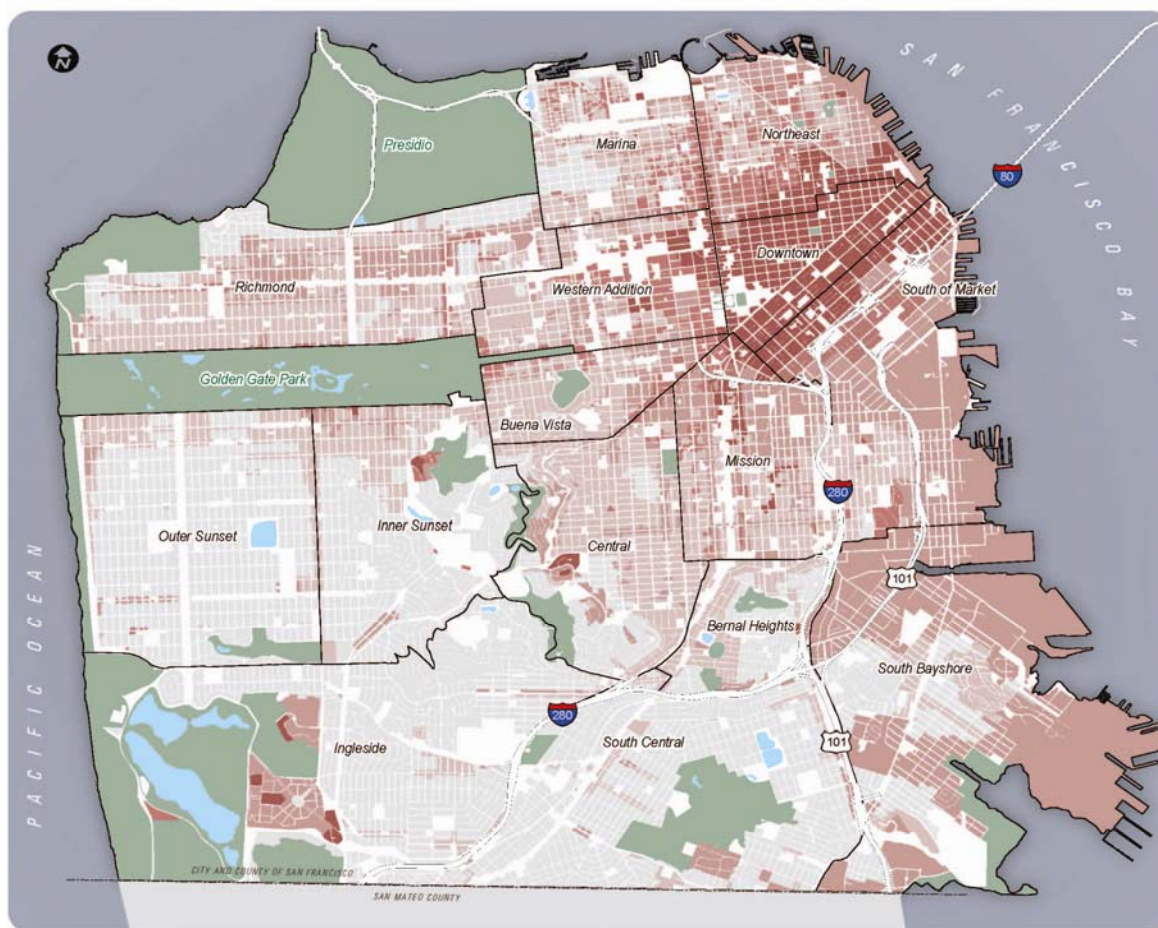 N
SAN FRANCISCO BAY
80
Presidio
Marina
Northeast
Downtown
Richmond
Western Addition
South of Market
Golden Gate Park
Buena Vista
Mission
280
Outer Sunset
Inner Sunset
Central
101
PACIFIC OCEAN
Bernal Heights
South Bayshore
280
Ingleside
South Central
101
CITY AND COUNTY OF SAN FRANCISCO
SAN MATEO COUNTY